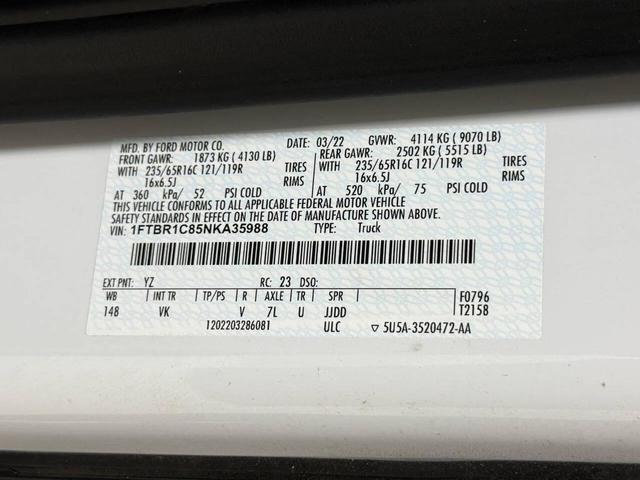 MFD. BY FORD MOTOR CO. DATE: 03/22 GVWR: 4114 KG ( 9070 LB)
FRONT GAWR: 1873 KG ( 4130 LB) REAR GAWR: 2502 KG ( 5515 LB)
WITH 235/65R16C 121/119R TIRES WITH 235/65R16C 121/119R TIRES
16x6.5J RIMS 16x6.5J RIMS
AT 360 kPa/ 52 PSI COLD AT 520 kPa/ 75 PSI COLD
THIS VEHICLE CONFORMS TO ALL APPLICABLE FEDERAL MOTOR VEHICLE
SAFETY STANDARDS IN EFFECT ON THE DATE OF MANUFACTURE SHOWN ABOVE.
VIN: 1FTBR1C85NKA35988 TYPE: Truck
EXT PNT: YZ RC: 23 DSO:
WB INT TR TP/PS R AXLE TR SPR F0796
148 VK V 7L U JJDD T2158
1202203286081 ULC ▽ 5U5A-3520472-AA